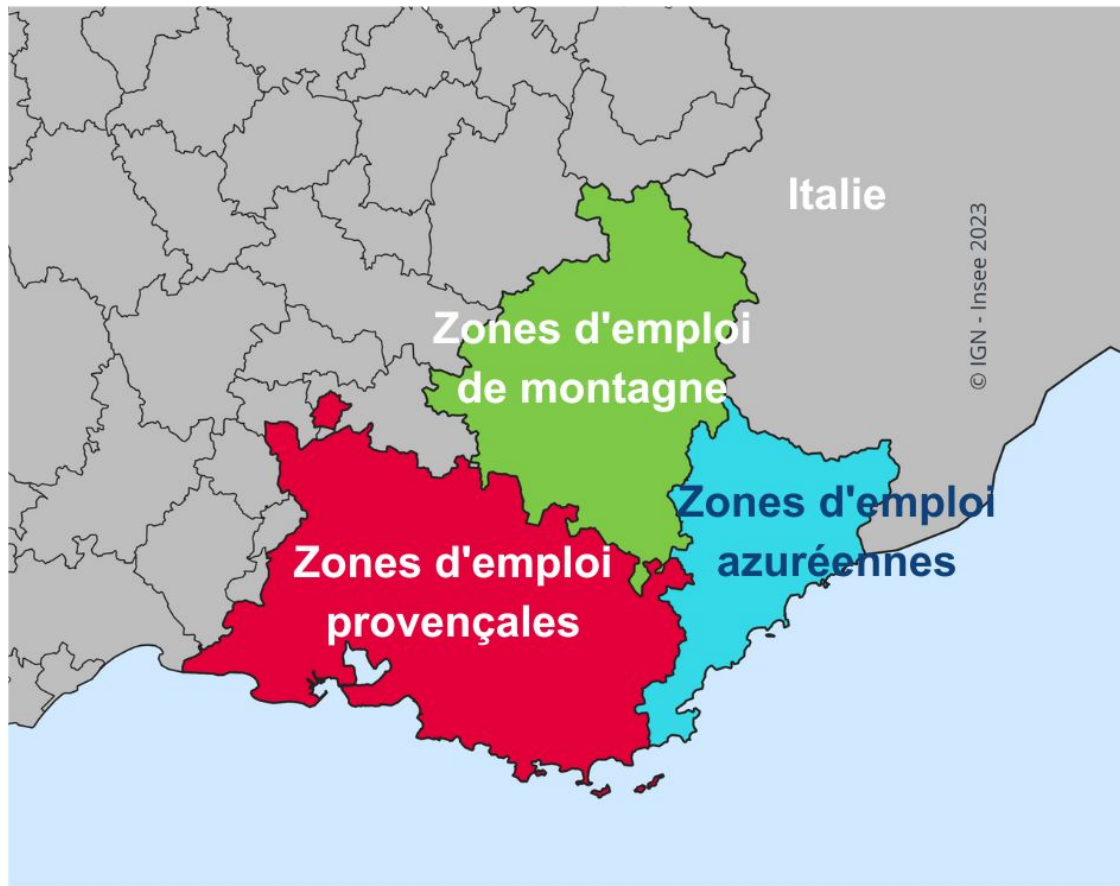 Italie
© IGN - Insee 2023
Zones d'emploi
de montagne
Zones d'emploi
azuréennes
Zones d'emploi
provençales